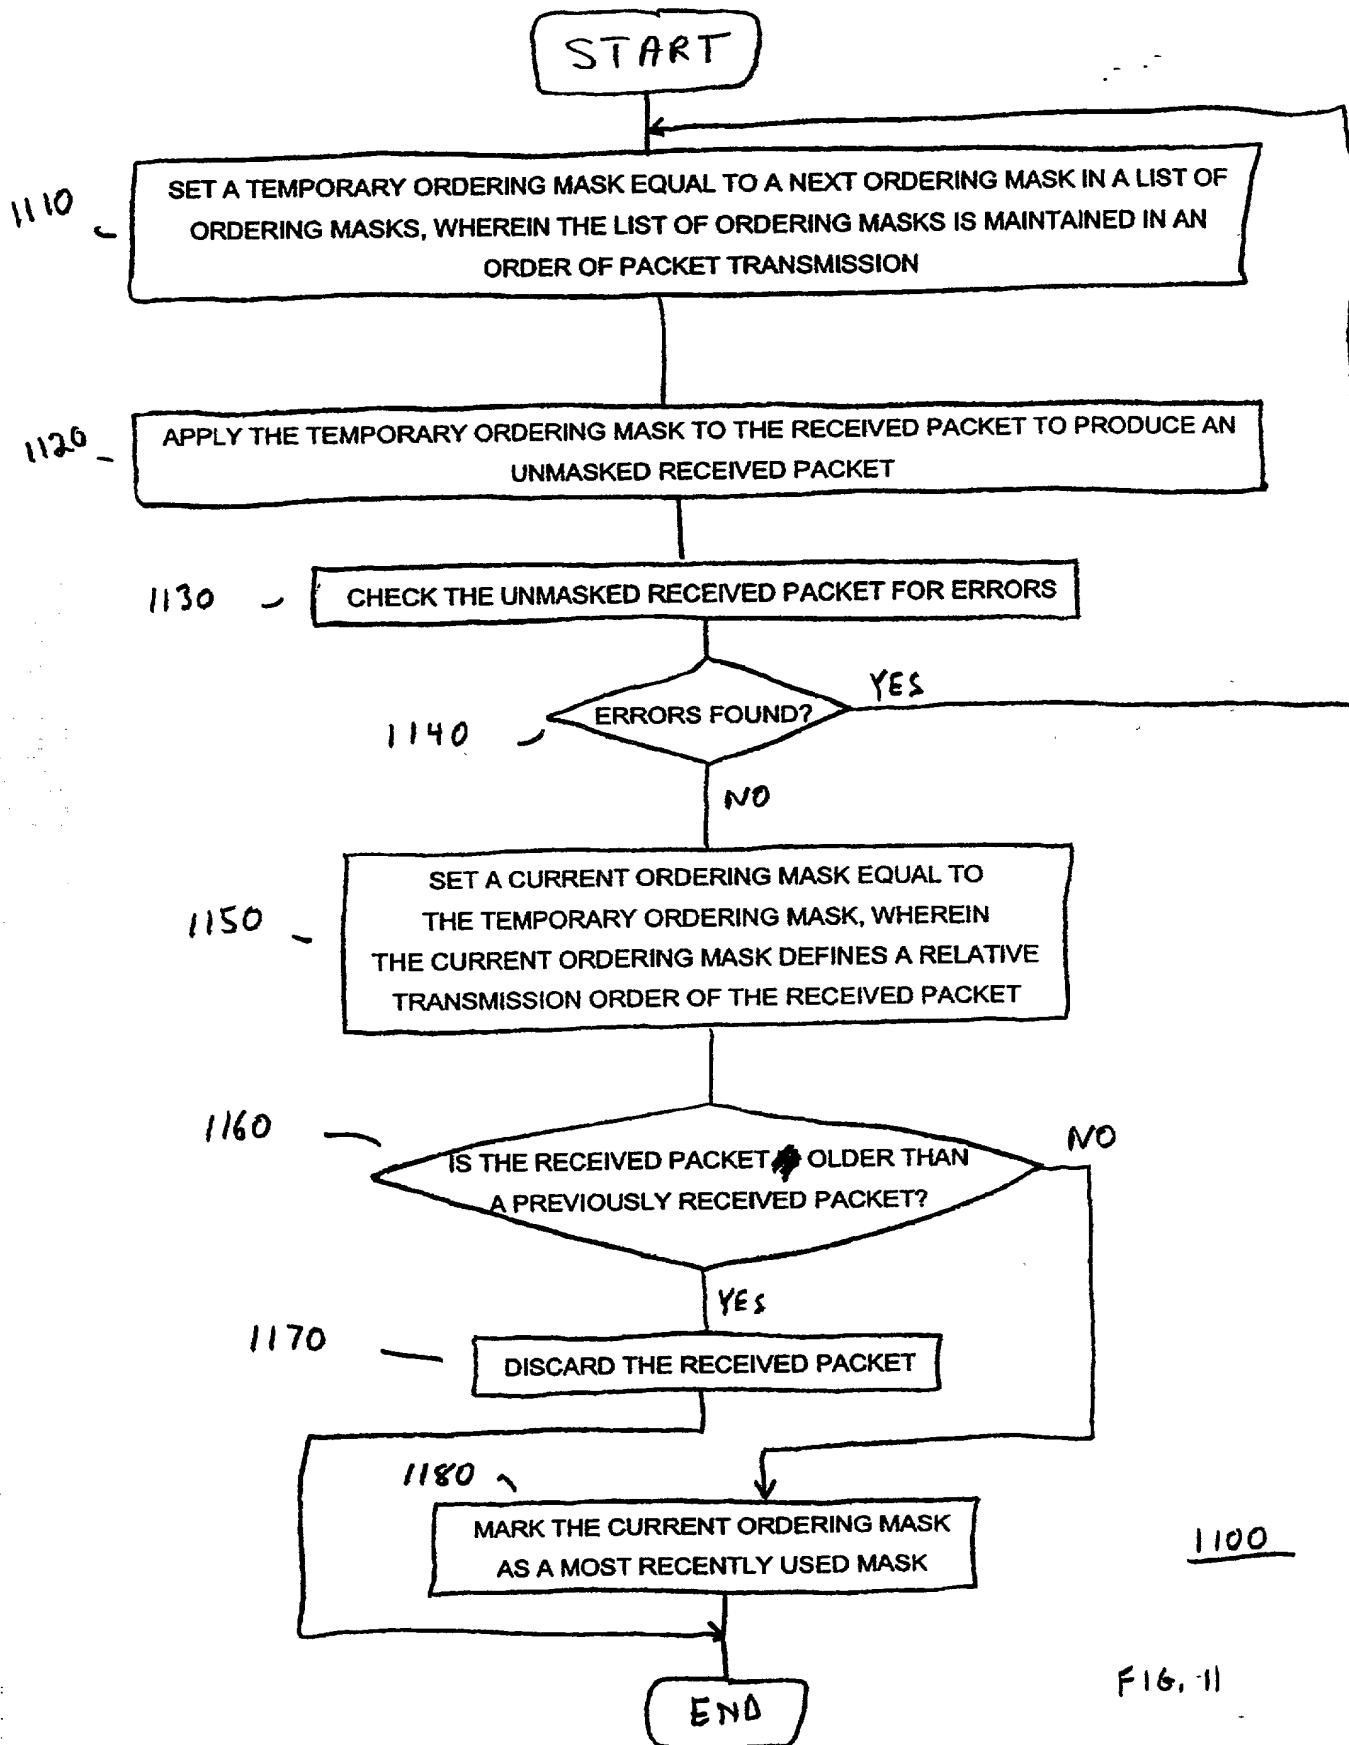 START
1110
SET A TEMPORARY ORDERING MASK EQUAL TO A NEXT ORDERING MASK IN A LIST OF
ORDERING MASKS, WHEREIN THE LIST OF ORDERING MASKS IS MAINTAINED IN AN
ORDER OF PACKET TRANSMISSION
1120
APPLY THE TEMPORARY ORDERING MASK TO THE RECEIVED PACKET TO PRODUCE AN
UNMASKED RECEIVED PACKET
1130
CHECK THE UNMASKED RECEIVED PACKET FOR ERRORS
1140
ERRORS FOUND?
YES
NO
1150
SET A CURRENT ORDERING MASK EQUAL TO
THE TEMPORARY ORDERING MASK, WHEREIN
THE CURRENT ORDERING MASK DEFINES A RELATIVE
TRANSMISSION ORDER OF THE RECEIVED PACKET
1160
IS THE RECEIVED PACKET OLDER THAN
A PREVIOUSLY RECEIVED PACKET?
NO
YES
1170
DISCARD THE RECEIVED PACKET
1180
MARK THE CURRENT ORDERING MASK
AS A MOST RECENTLY USED MASK
1100
END
FIG. 11